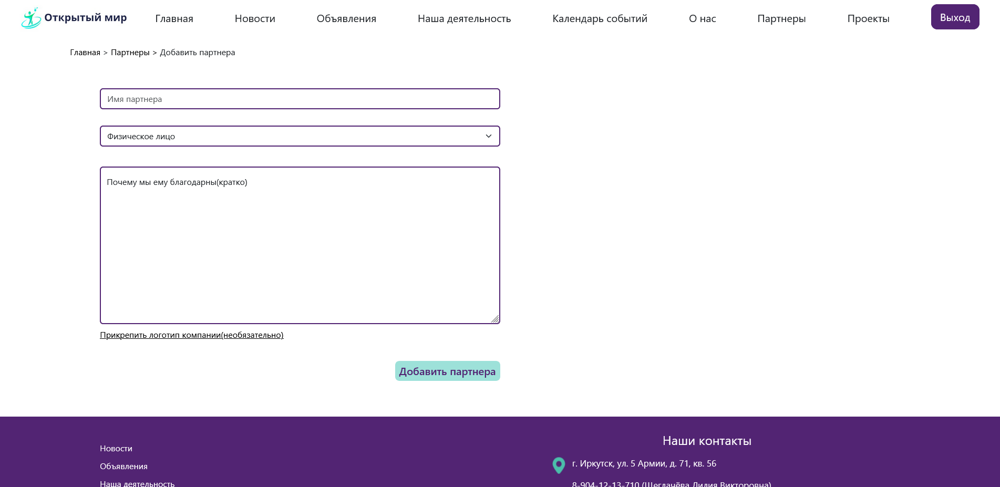 Открытый мир
Главная
Новости
Объявления
Наша деятельность
Календарь событий
О нас
Партнеры
Проекты
Выход
Главная > Партнеры > Добавить партнера
Имя партнера
Физическое лицо
Почему мы ему благодарны(кратко)
Прикрепить логотип компании(необязательно)
Добавить партнера
Новости
Объявления
Наша деятельность
Наши контакты
г. Иркутск, ул. 5 Армии, д. 71, кв. 56
8-904-12-13-710 (Щеглачёва Лидия Викторовна)